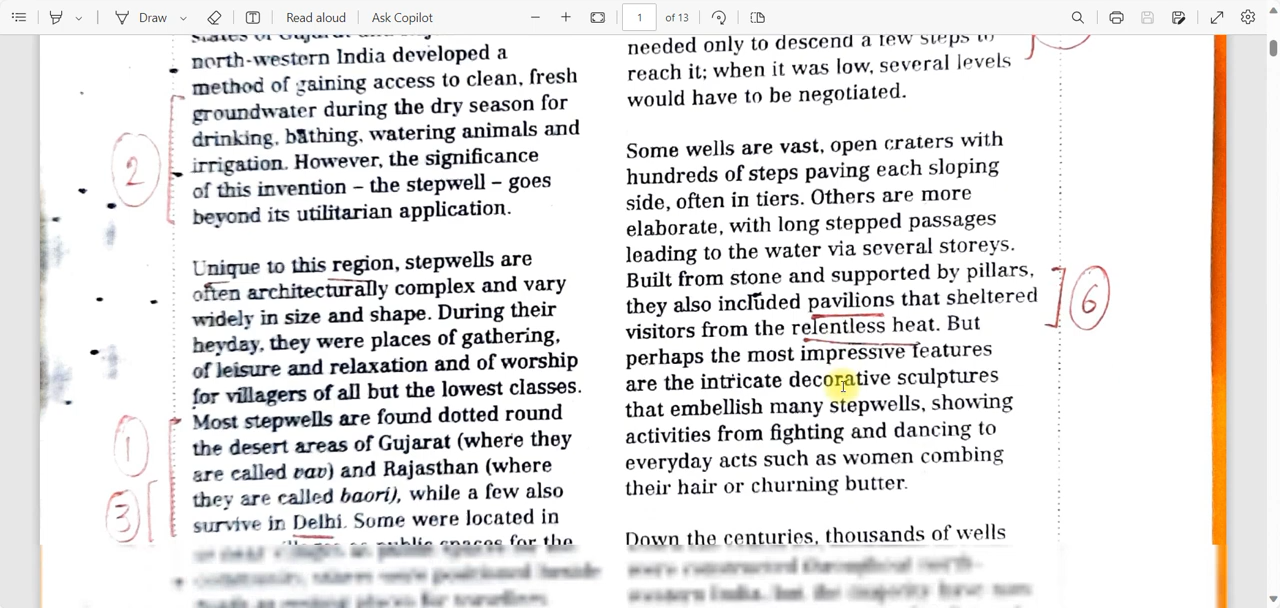 Draw
Read aloud
Ask Copilot
1
of 13
north-western India developed a
method of gaining access to clean, fresh
groundwater during the dry season for
drinking, bathing, watering animals and
irrigation. However, the significance
of this invention – the stepwell – goes
beyond its utilitarian application.
2
Unique to this region, stepwells are
often architecturally complex and vary
widely in size and shape. During their
heyday, they were places of gathering,
of leisure and relaxation and of worship
for villagers of all but the lowest classes.
Most stepwells are found dotted round
the desert areas of Gujarat (where they
are called vav) and Rajasthan (where
they are called baori), while a few also
survive in Delhi. Some were located in
1
3
needed only to descend a few steps to
reach it; when it was low, several levels
would have to be negotiated.
Some wells are vast, open craters with
hundreds of steps paving each sloping
side, often in tiers. Others are more
elaborate, with long stepped passages
leading to the water via several storeys.
Built from stone and supported by pillars,
they also included pavilions that sheltered
visitors from the relentless heat. But
perhaps the most impressive features
are the intricate decorative sculptures
that embellish many stepwells, showing
activities from fighting and dancing to
everyday acts such as women combing
their hair or churning butter.
6
Down the centuries, thousands of wells